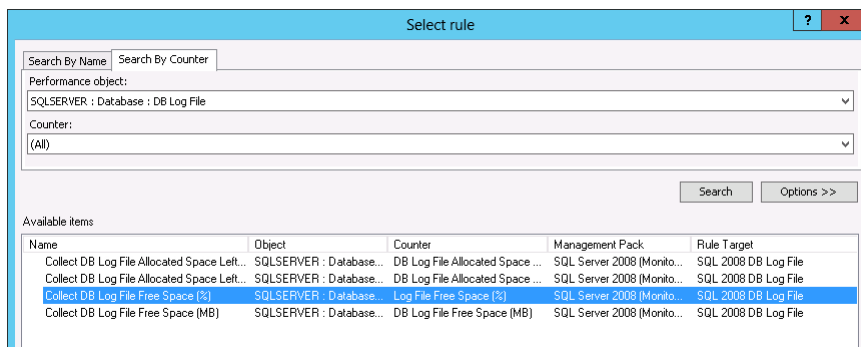 Select rule
? x
Search By Name Search By Counter
Performance object:
SQLSERVER : Database : DB Log File
Counter:
(All)
Search Options >>
Available items
Name Object Counter Management Pack Rule Target
Collect DB Log File Allocated Space Left... SQLSERVER : Database... DB Log File Allocated Space ... SQL Server 2008 (Monito... SQL 2008 DB Log File
Collect DB Log File Allocated Space Left... SQLSERVER : Database... DB Log File Allocated Space ... SQL Server 2008 (Monito... SQL 2008 DB Log File
Collect DB Log File Free Space (%) SQLSERVER : Database... Log File Free Space (%) SQL Server 2008 (Monito... SQL 2008 DB Log File
Collect DB Log File Free Space (MB) SQLSERVER : Database... DB Log File Free Space (MB) SQL Server 2008 (Monito... SQL 2008 DB Log File